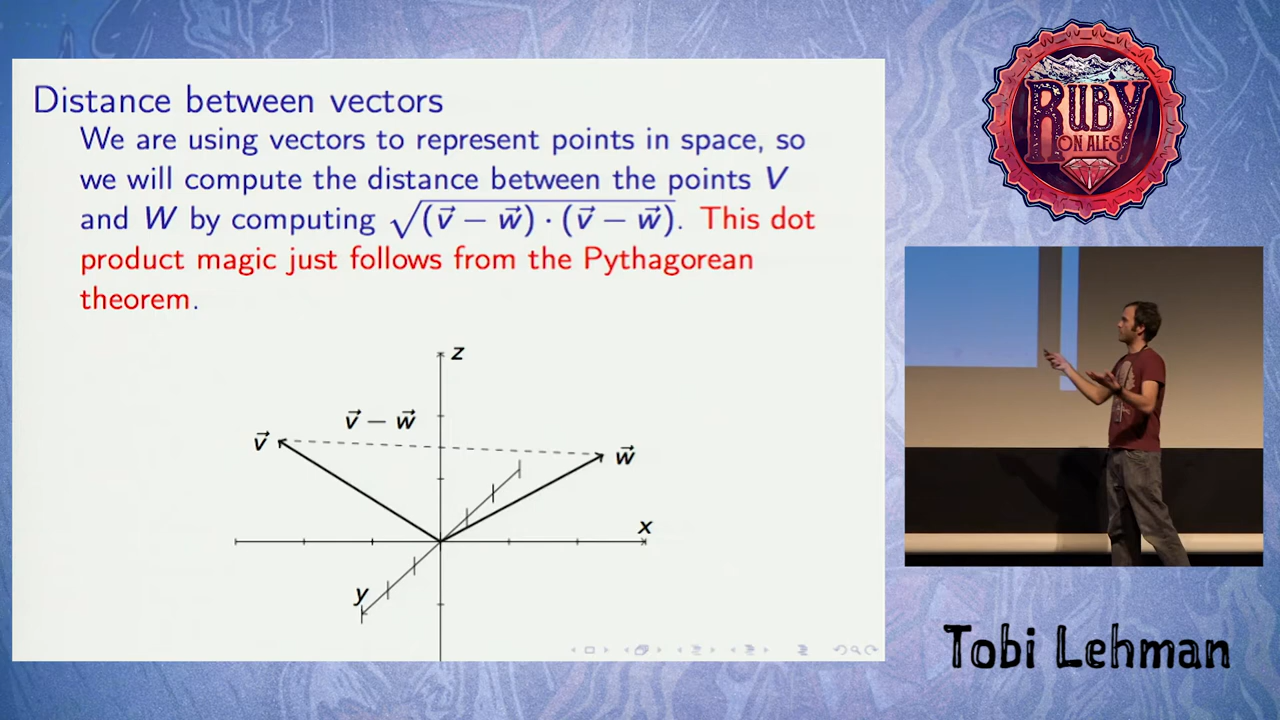 Distance between vectors
We are using vectors to represent points in space, so
we will compute the distance between the points V
and W by computing √(v⃗ − w⃗) · (v⃗ − w⃗). This dot
product magic just follows from the Pythagorean
theorem.
z
v⃗ − w⃗
v⃗
w⃗
x
y
RUBY
ON ALES
Tobi Lehman